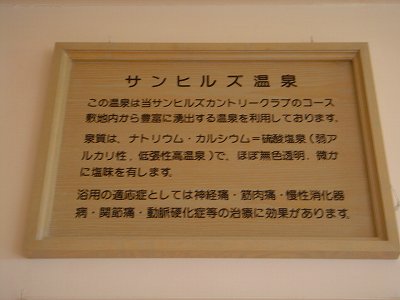 サンヒルズ温泉
この温泉は当サンヒルズカントリークラブのコース
敷地内から豊富に湧出する温泉を利用しております。
泉質は、ナトリウム・カルシウム＝硫酸塩泉（弱ア
ルカリ性、低張性高温泉）で、ほぼ無色透明、微か
に塩味を有します。
浴用の適応症としては神経痛・筋肉痛・慢性消化器
病・関節痛・動脈硬化症等の治療に効果があります。